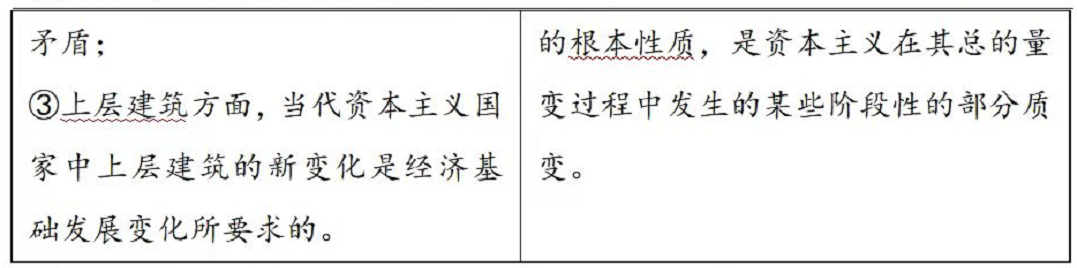 矛盾；
③上层建筑方面，当代资本主义国
家中上层建筑的新变化是经济基
础发展变化所要求的。
的根本性质，是资本主义在其总的量
变过程中发生的某些阶段性的部分质
变。